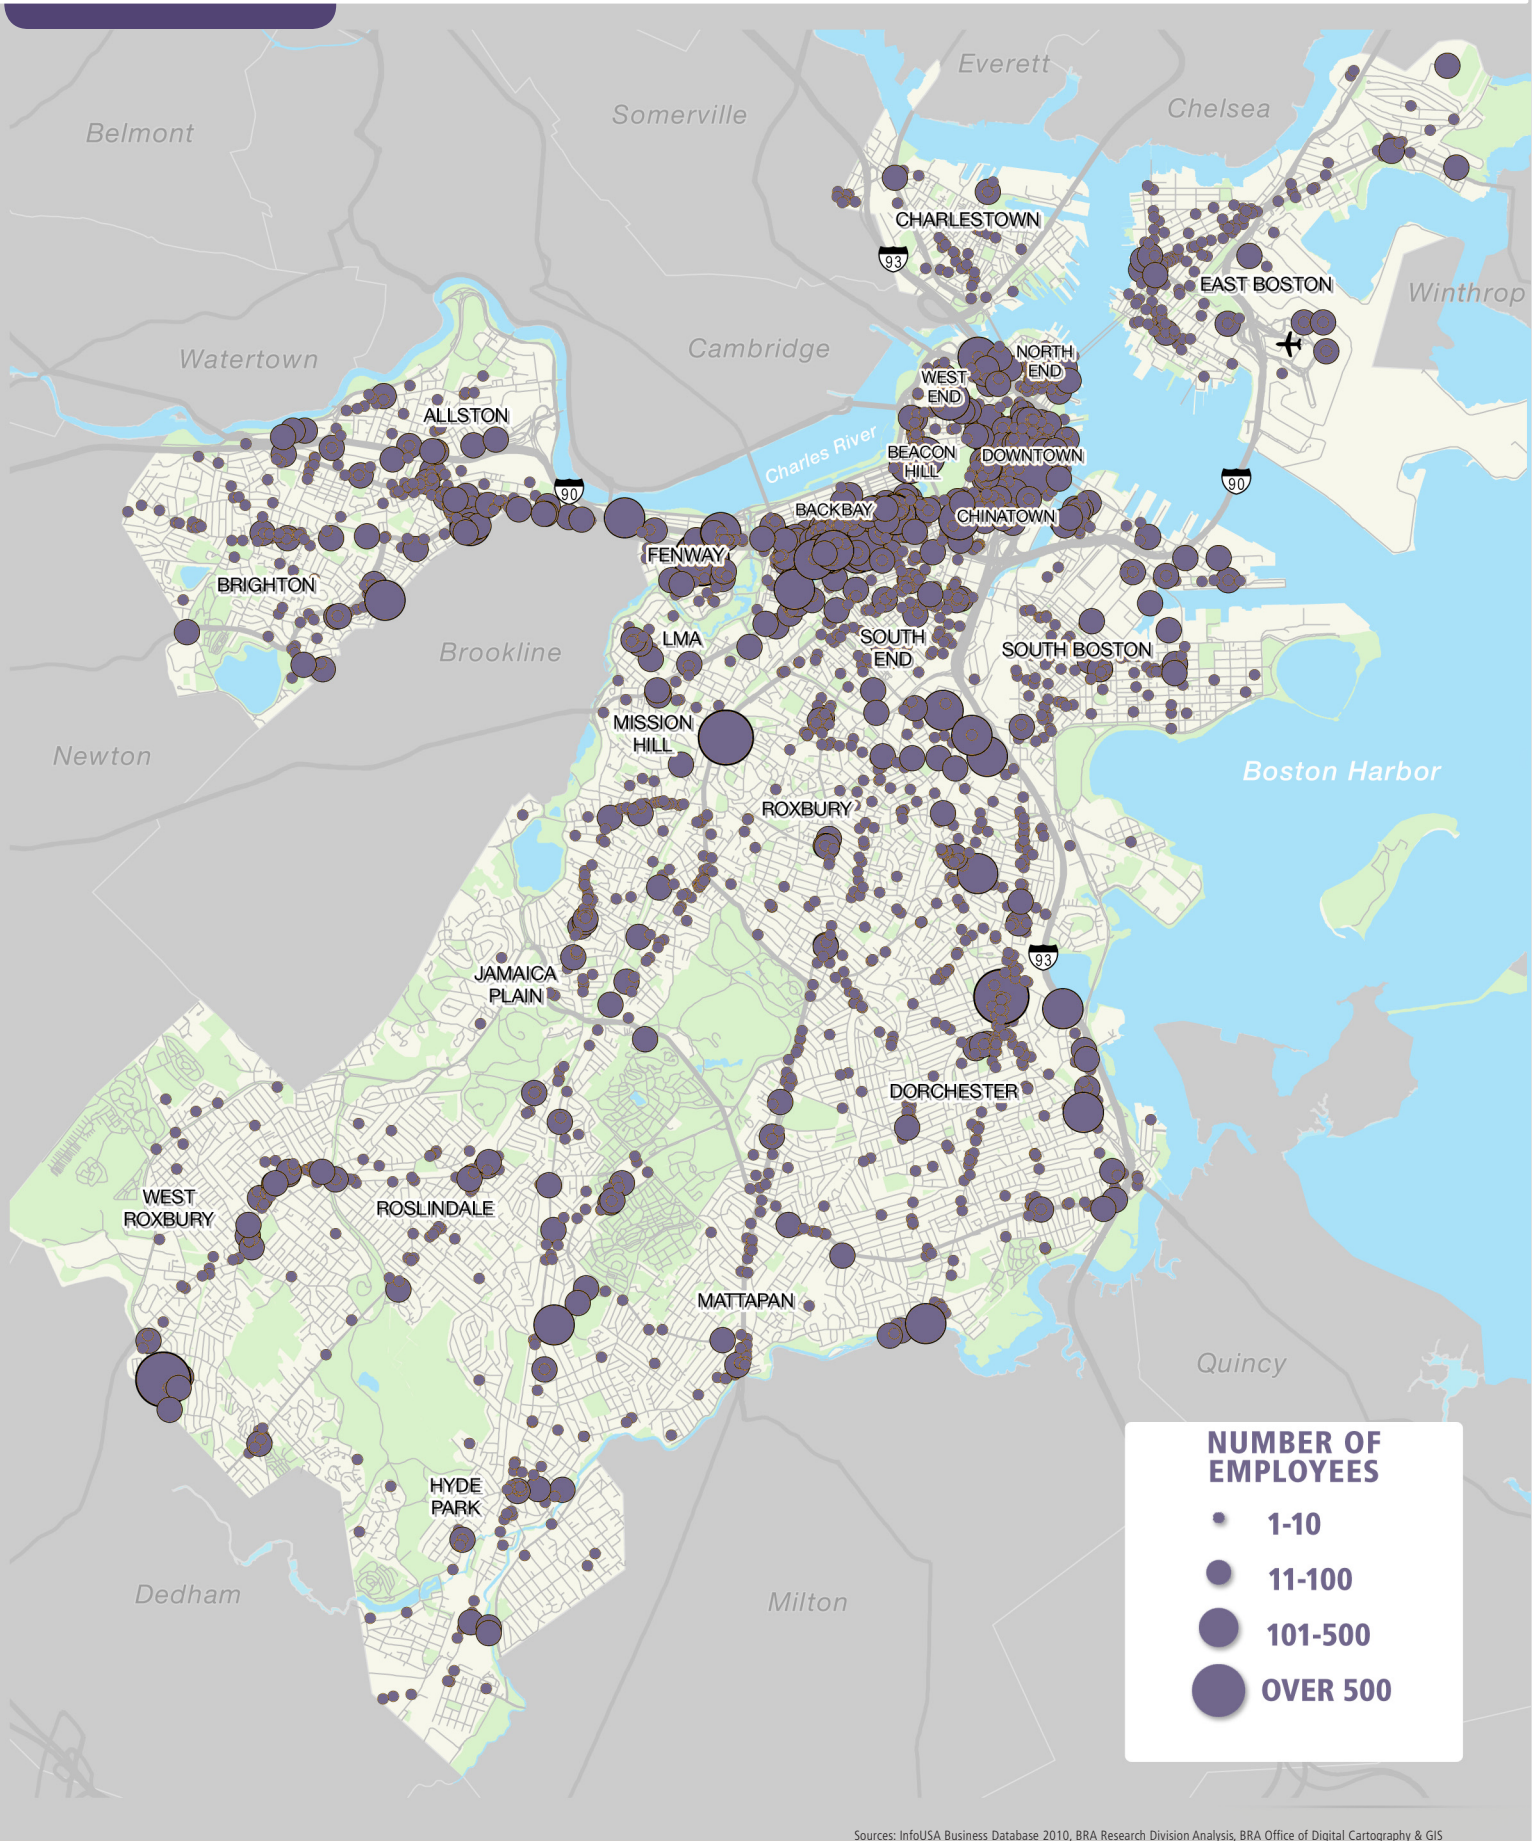 Everett
Chelsea
Somerville
Belmont
CHARLESTOWN
93
EAST BOSTON
Winthrop
Cambridge
Watertown
NORTH
END
WEST
END
ALLSTON
Charles River
BEACON
HILL
DOWNTOWN
90
90
BACKBAY
CHINATOWN
FENWAY
BRIGHTON
LMA
SOUTH
END
SOUTH BOSTON
Brookline
MISSION
HILL
Newton
Boston Harbor
ROXBURY
93
JAMAICA
PLAIN
DORCHESTER
WEST
ROXBURY
ROSLINDALE
MATTAPAN
Quincy
HYDE
PARK
Dedham
Milton
NUMBER OF
EMPLOYEES
1-10
11-100
101-500
OVER 500
Sources: InfoUSA Business Database 2010, BRA Research Division Analysis, BRA Office of Digital Cartography & GIS